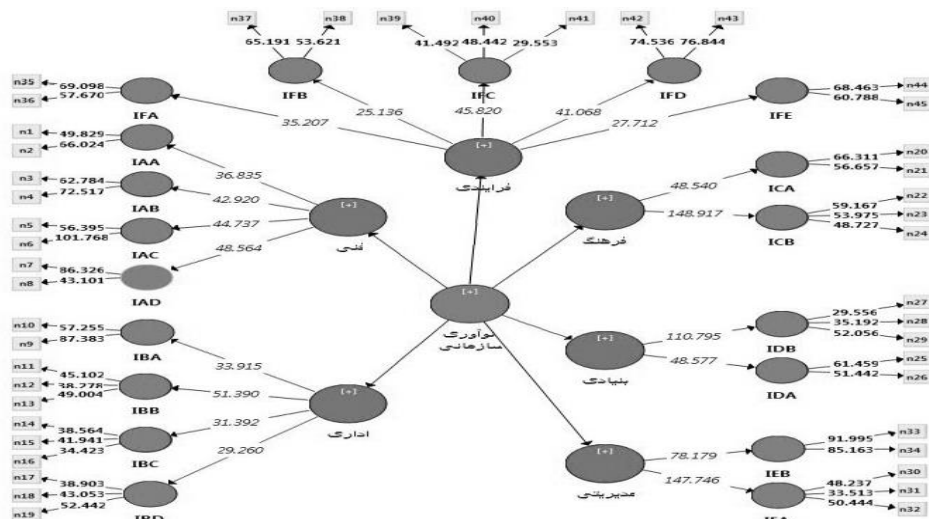 n37
n38
n39
n40
n41
n42
n43
65.191
53.621
41.492
48.442
29.553
74.536
76.844
IFB
IFC
IFD
n35
n36
69.098
57.670
IFA
n44
n45
68.463
60.788
IFE
35.207
25.136
45.820
41.068
27.712
[+]
فرایندی
n1
n2
49.829
66.024
IAA
n3
n4
62.784
72.517
IAB
n5
n6
56.395
101.768
IAC
n7
n8
86.326
43.101
IAD
36.835
42.920
44.737
48.564
[+]
فنی
n20
n21
66.311
56.657
ICA
n22
n23
n24
59.167
53.975
48.727
ICB
48.540
148.917
[+]
فرهنگ
[+]
نوآوری
سازمانی
n10
n9
57.255
87.383
IBA
n11
n12
n13
45.102
38.278
49.004
IBB
n14
n15
n16
38.564
41.941
34.423
IBC
n17
n18
n19
38.903
43.053
52.442
IBD
33.915
51.390
31.392
29.260
[+]
اداری
n27
n28
n29
29.556
35.192
52.056
IDB
n25
n26
61.459
51.442
IDA
110.795
48.577
[+]
بنیادی
n33
n34
91.995
85.163
IEB
n30
n31
n32
48.237
33.513
50.444
IEA
78.179
147.746
[+]
مدیریتی